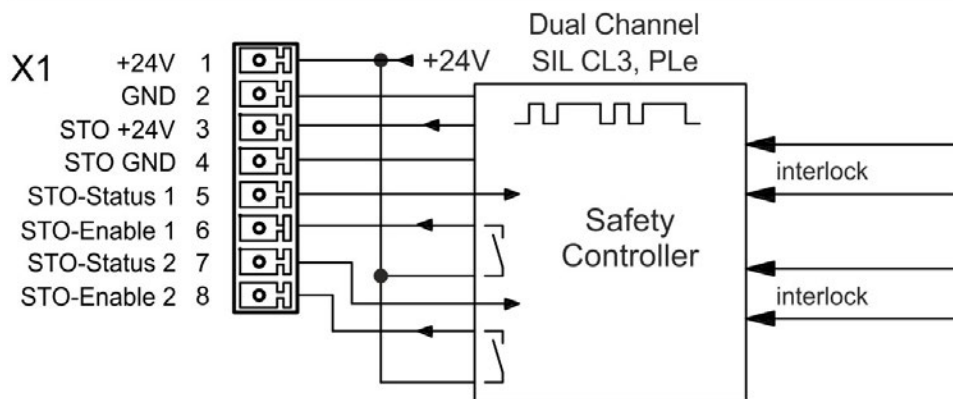 Dual Channel
SIL CL3, PLe
X1
+24V 1
+24V
GND 2
STO +24V 3
STO GND 4
STO-Status 1 5
STO-Enable 1 6
STO-Status 2 7
STO-Enable 2 8
Safety
Controller
interlock
interlock